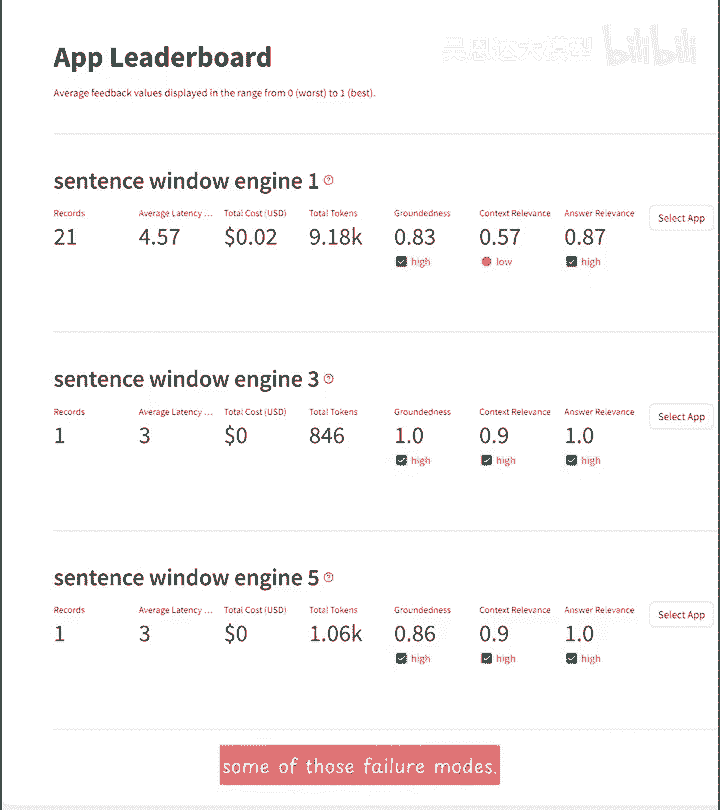 吴恩达大模型 bilibili
App Leaderboard
Average feedback values displayed in the range from 0 (worst) to 1 (best).
sentence window engine 1
Records Average Latency ... Total Cost (USD) Total Tokens Groundedness Context Relevance Answer Relevance
Select App
21 4.57 $0.02 9.18k 0.83 0.57 0.87
high low high
sentence window engine 3
Records Average Latency ... Total Cost (USD) Total Tokens Groundedness Context Relevance Answer Relevance
Select App
1 3 $0 846 1.0 0.9 1.0
high high high
sentence window engine 5
Records Average Latency ... Total Cost (USD) Total Tokens Groundedness Context Relevance Answer Relevance
Select App
1 3 $0 1.06k 0.86 0.9 1.0
high high high
some of those failure modes.